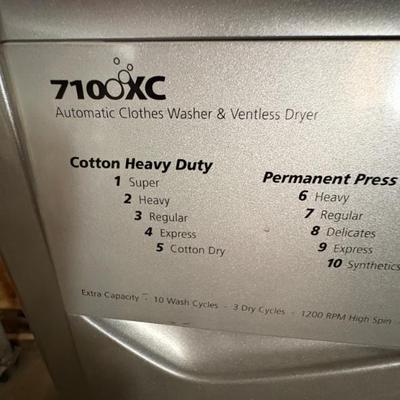 7100XC
Automatic Clothes Washer & Ventless Dryer
Cotton Heavy Duty
1 Super
2 Heavy
3 Regular
4 Express
5 Cotton Dry
Permanent Press
6 Heavy
7 Regular
8 Delicates
9 Express
10 Synthetics
Extra Capacity - 10 Wash Cycles - 3 Dry Cycles - 1200 RPM High Spin